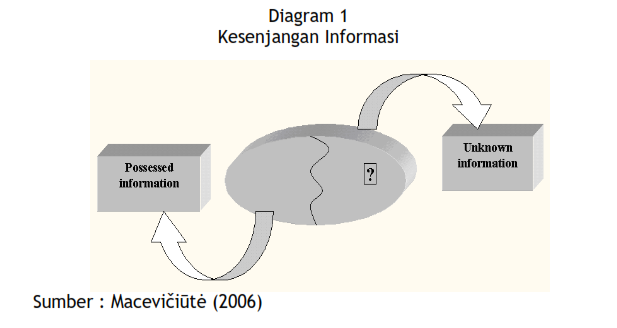 Diagram 1
Kesenjangan Informasi
Possessed
information
?
Unknown
information
Sumber : Macevičiūtė (2006)